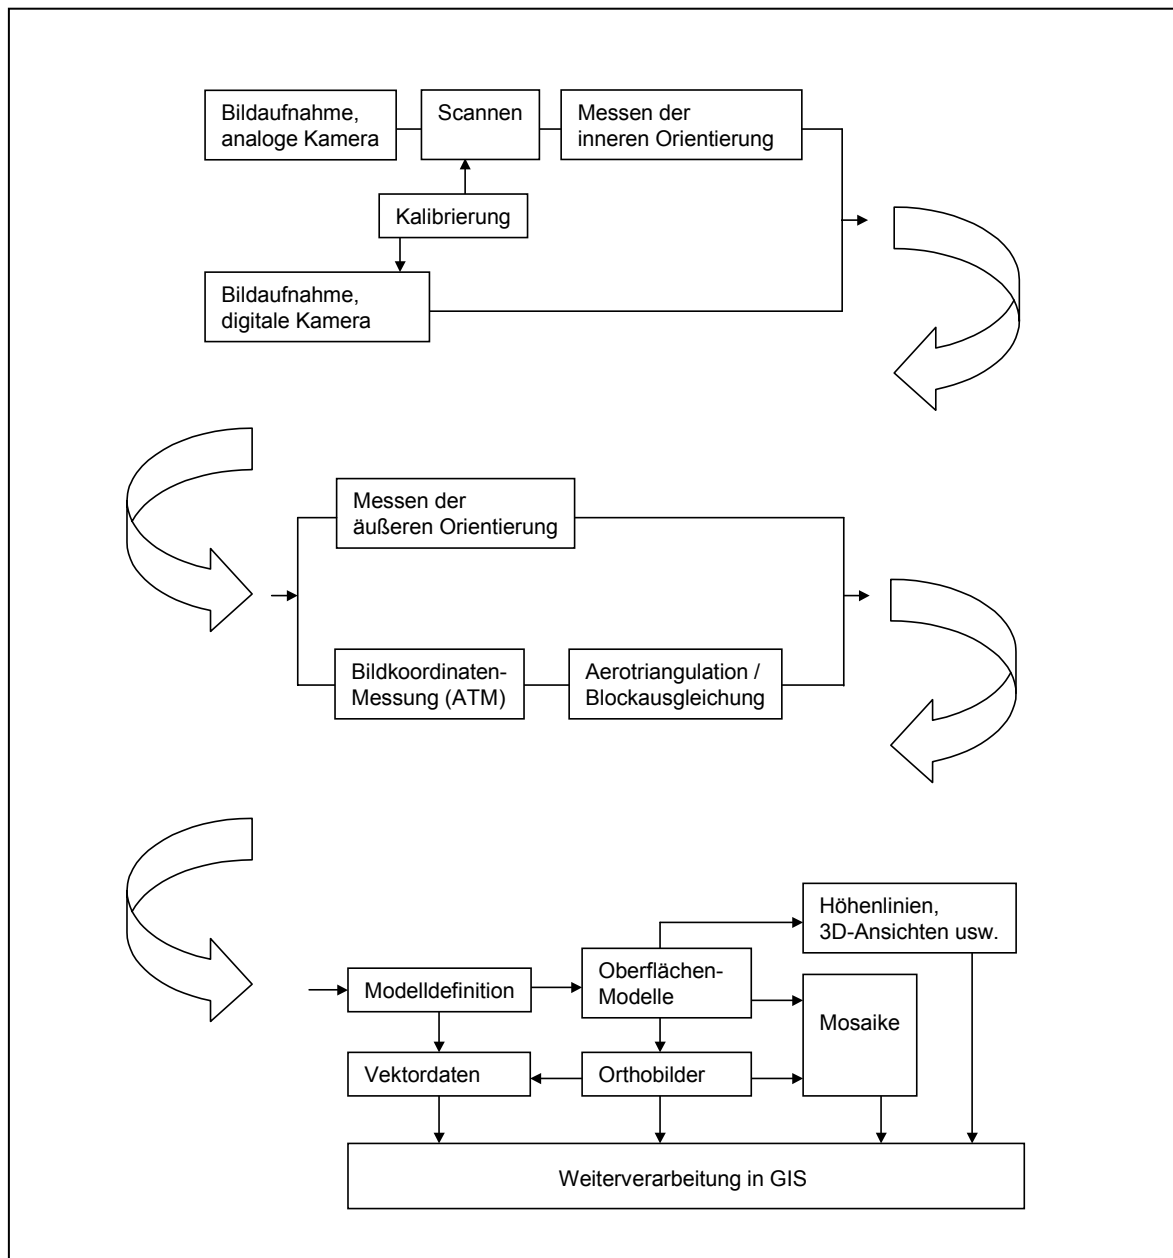 Bildaufnahme,
analoge Kamera
Scannen
Messen der
inneren Orientierung
Kalibrierung
Bildaufnahme,
digitale Kamera
Messen der
äußeren Orientierung
Bildkoordinaten-
Messung (ATM)
Aerotriangulation /
Blockausgleichung
Höhenlinien,
3D-Ansichten usw.
Modelldefinition
Oberflächen-
Modelle
Mosaike
Vektordaten
Orthobilder
Weiterverarbeitung in GIS